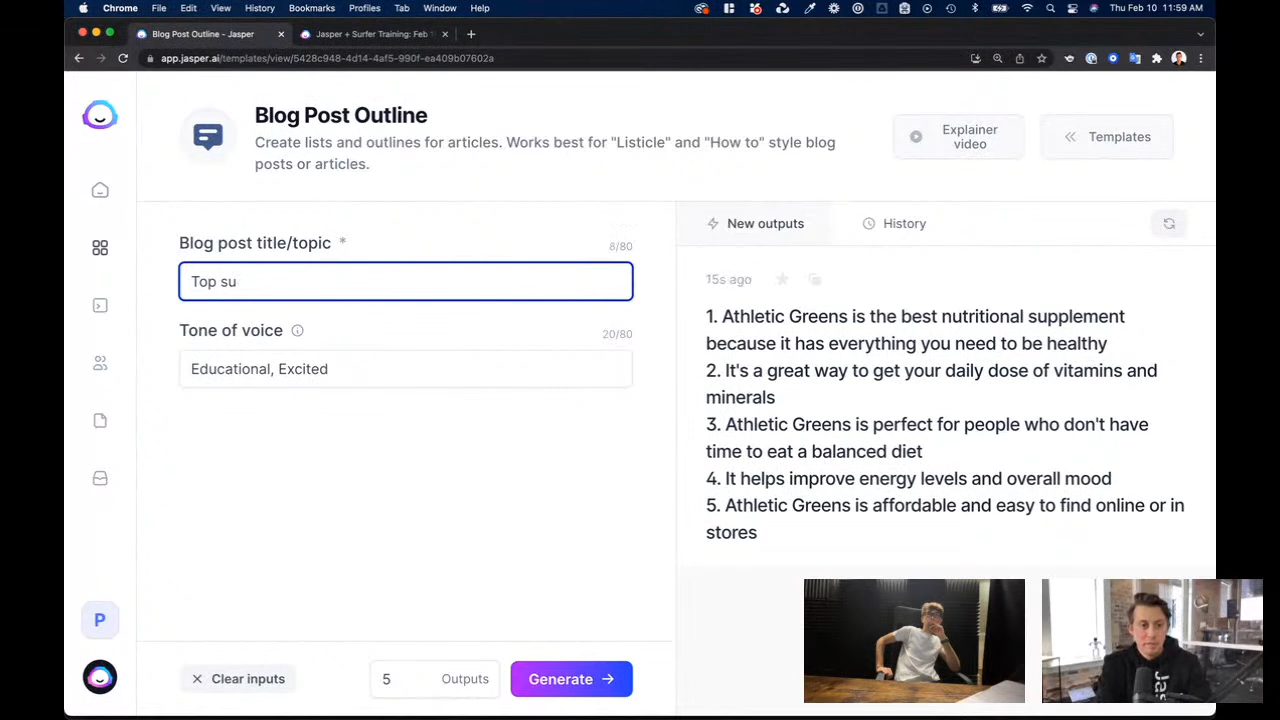 Chrome File Edit View History Bookmarks Profiles Tab Window Help Thu Feb 10 11:59 AM
Blog Post Outline - Jasper Jasper + Surfer Training: Feb
app.jasper.ai/templates/view/5428c948-4d14-4af5-990f-ea409b07602a
Blog Post Outline
Create lists and outlines for articles. Works best for "Listicle" and "How to" style blog
posts or articles.
Explainer
video
Templates
Blog post title/topic *
8/80
Top su
Tone of voice
20/80
Educational, Excited
New outputs
History
15s ago
1. Athletic Greens is the best nutritional supplement
because it has everything you need to be healthy
2. It's a great way to get your daily dose of vitamins and
minerals
3. Athletic Greens is perfect for people who don't have
time to eat a balanced diet
4. It helps improve energy levels and overall mood
5. Athletic Greens is affordable and easy to find online or in
stores
P
Clear inputs
5 Outputs
Generate
Jas